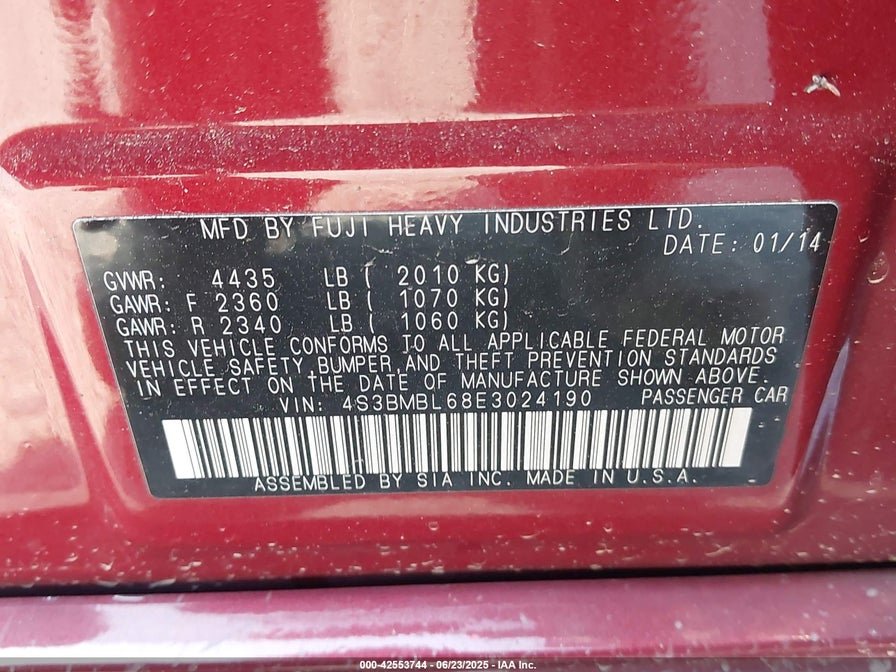 MFD BY FUJI HEAVY INDUSTRIES LTD.
DATE: 01/14
GVWR: 4435 LB ( 2010 KG)
GAWR: F 2360 LB ( 1070 KG)
GAWR: R 2340 LB ( 1060 KG)
THIS VEHICLE CONFORMS TO ALL APPLICABLE FEDERAL MOTOR
VEHICLE SAFETY BUMPER AND THEFT PREVENTION STANDARDS
IN EFFECT ON THE DATE OF MANUFACTURE SHOWN ABOVE.
VIN: 4S3BMBL68E3024190 PASSENGER CAR
ASSEMBLED BY SIA INC. MADE IN U.S.A.
000-42553744 - 06/23/2025 - IAA Inc.